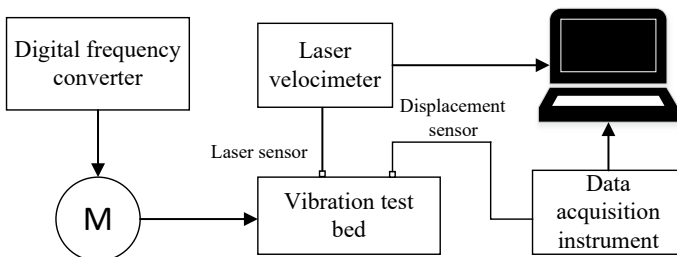 Digital frequency
converter
Laser
velocimeter
Displacement
sensor
Laser sensor
M
Vibration test
bed
Data
acquisition
instrument